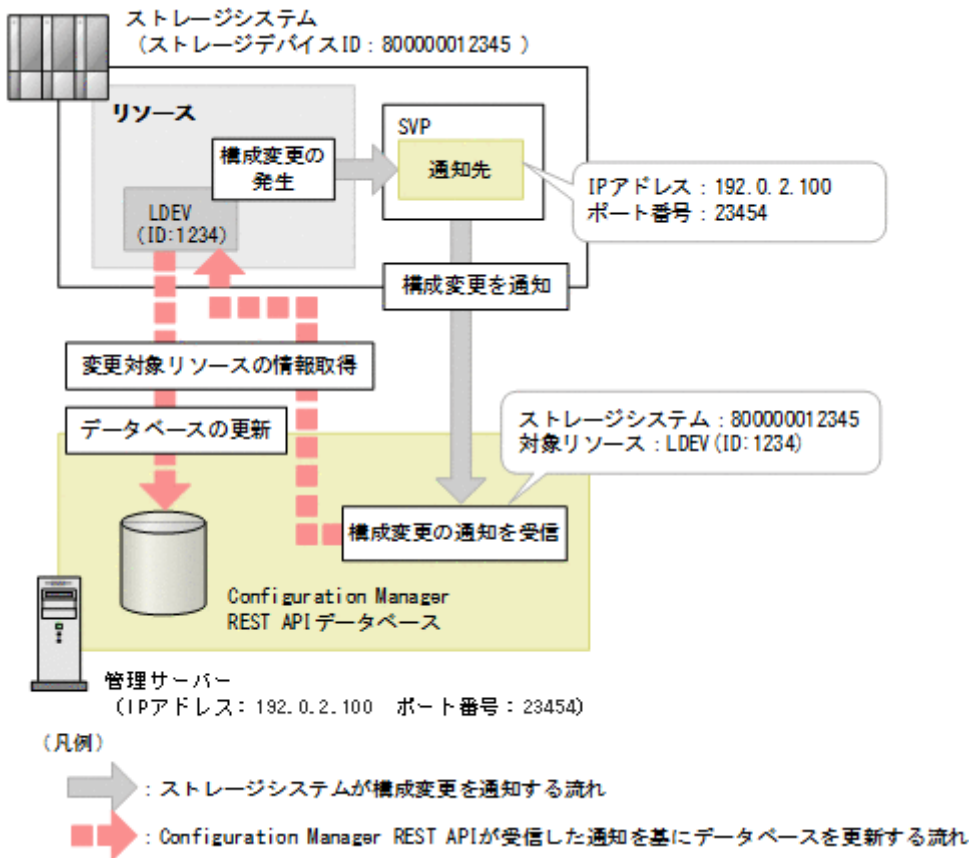 ストレージシステム
(ストレージデバイスID:800000012345 )
リソース
構成変更の
発生
SVP
通知先
IPアドレス:192.0.2.100
ポート番号:23454
LDEV
(ID:1234)
構成変更を通知
変更対象リソースの情報取得
データベースの更新
ストレージシステム:800000012345
対象リソース:LDEV(ID:1234)
構成変更の通知を受信
Configuration Manager
REST APIデータベース
管理サーバー
(IPアドレス:192.0.2.100 ポート番号:23454)
(凡例)
:ストレージシステムが構成変更を通知する流れ
:Configuration Manager REST APIが受信した通知を基にデータベースを更新する流れ